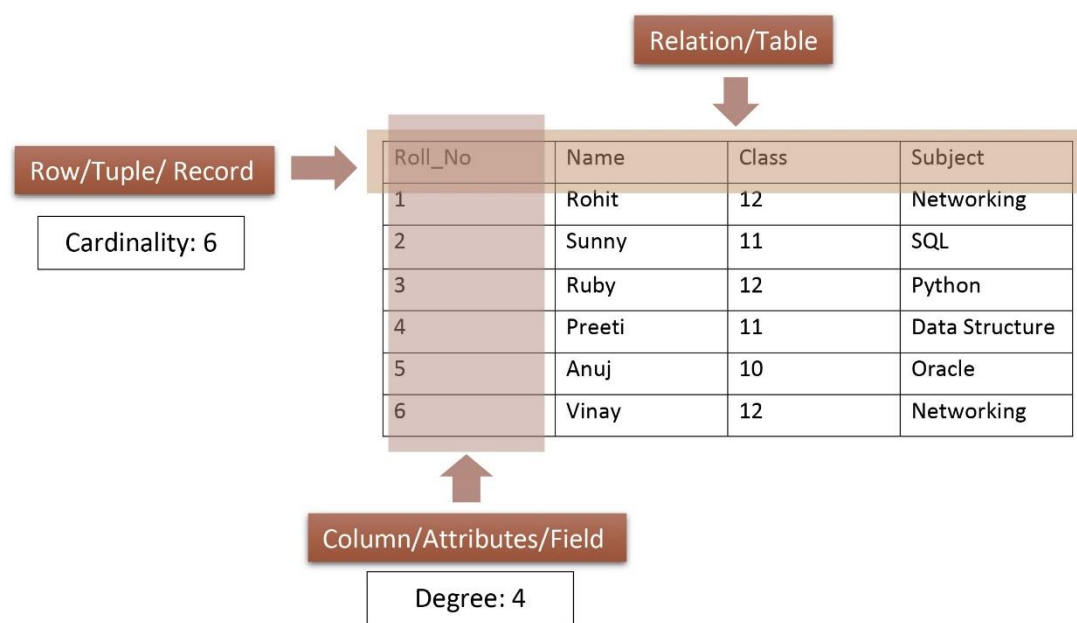 Relation/Table
Row/Tuple/ Record
Cardinality: 6
Roll_No Name Class Subject
1 Rohit 12 Networking
2 Sunny 11 SQL
3 Ruby 12 Python
4 Preeti 11 Data Structure
5 Anuj 10 Oracle
6 Vinay 12 Networking
Column/Attributes/Field
Degree: 4